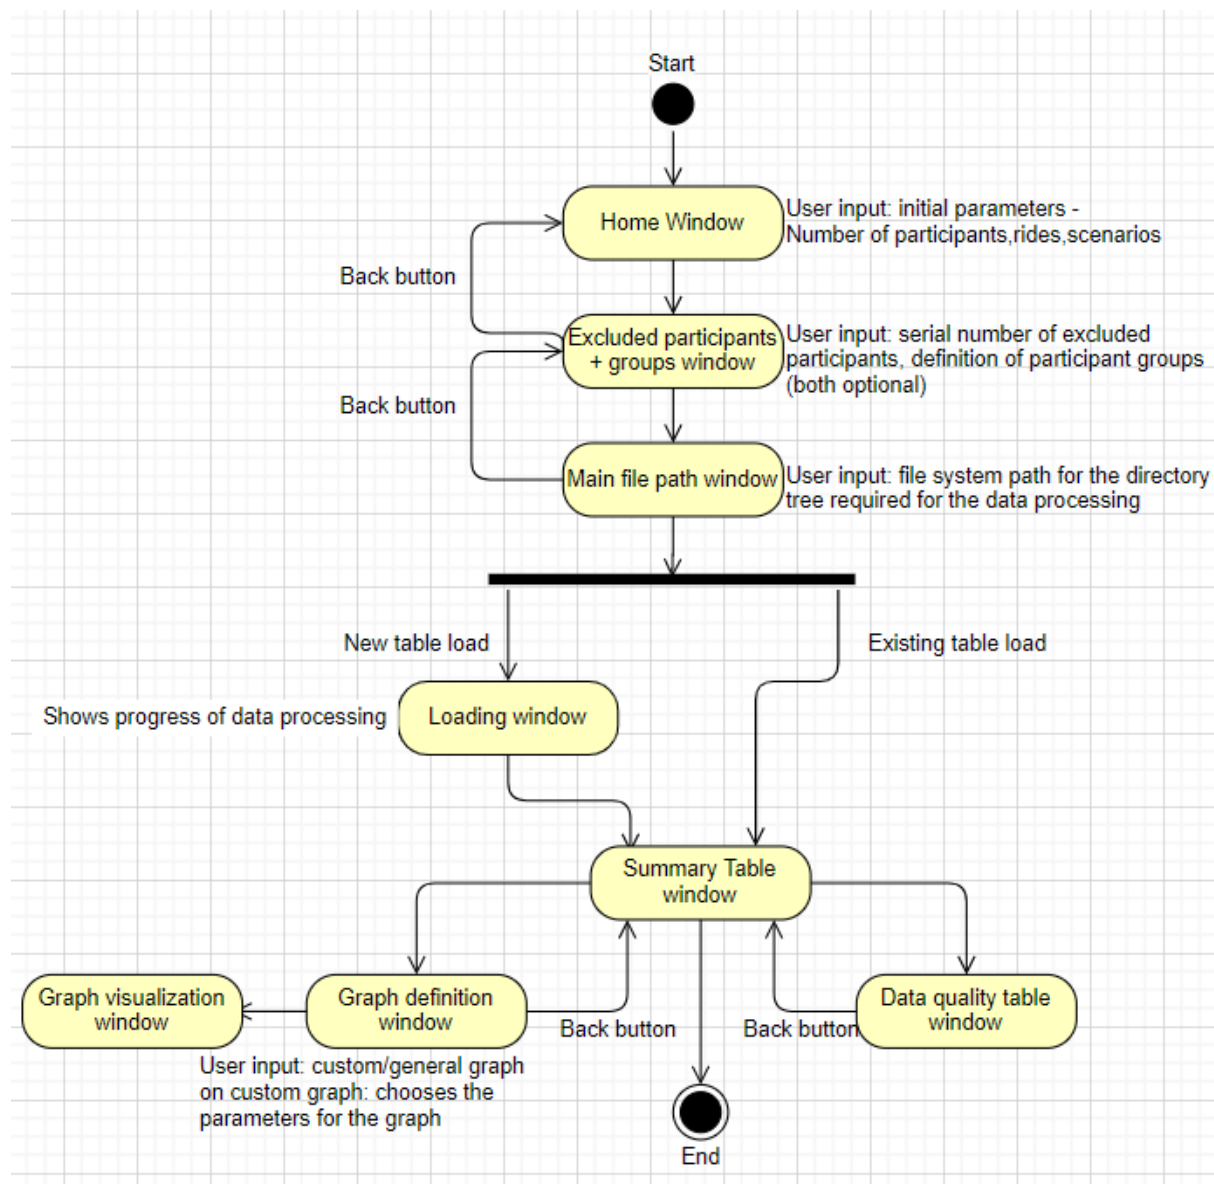 Start
Home Window
User input: initial parameters -
Number of participants,rides,scenarios
Back button
Excluded participants
+ groups window
User input: serial number of excluded
participants, definition of participant groups
(both optional)
Back button
Main file path window
User input: file system path for the directory
tree required for the data processing
New table load
Existing table load
Shows progress of data processing
Loading window
Summary Table
window
Graph visualization
window
Graph definition
window
Back button
Back button
Data quality table
window
User input: custom/general graph
on custom graph: chooses the
parameters for the graph
End